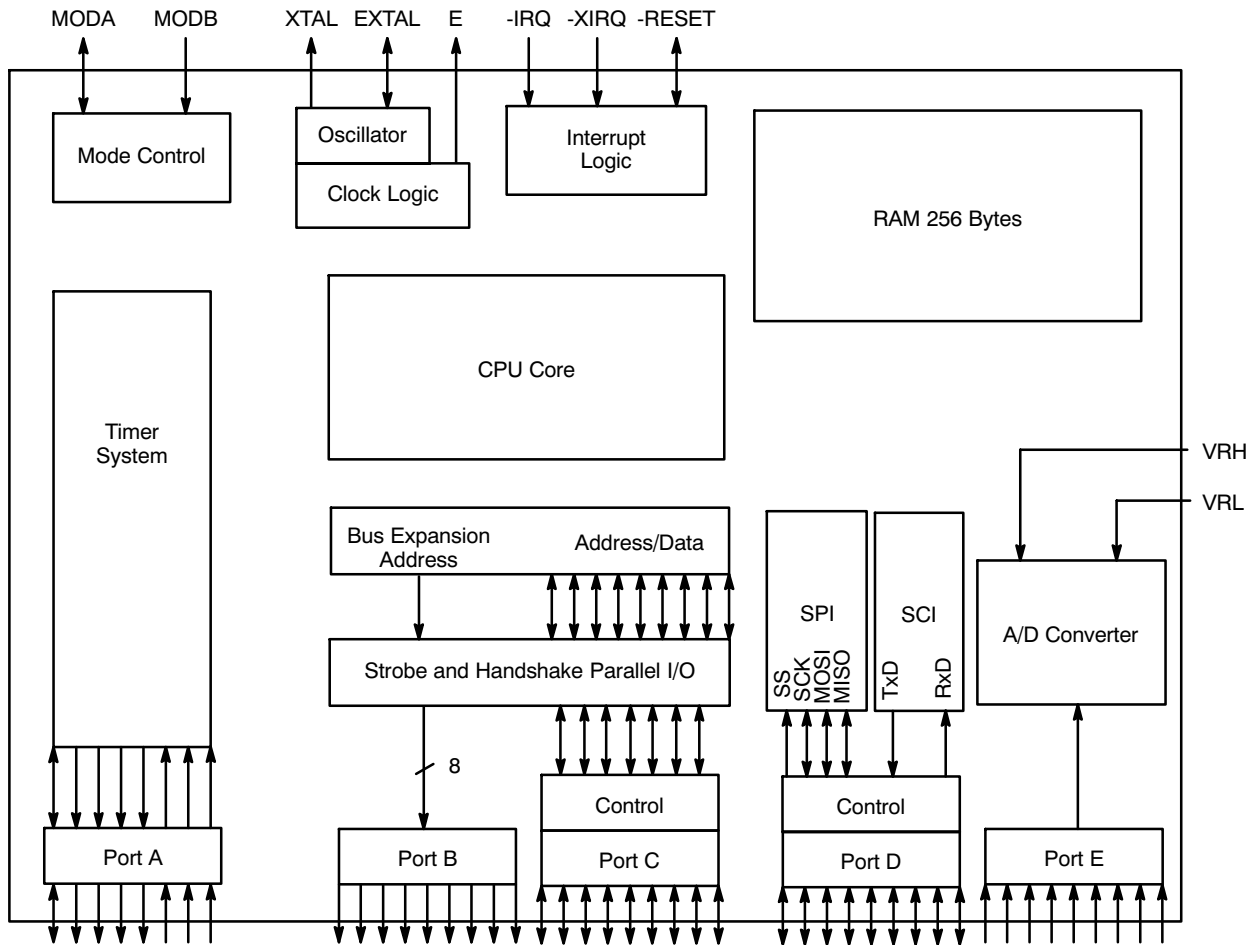 MODA MODB XTAL EXTAL E -IRQ -XIRQ -RESET
Mode Control
Oscillator
Clock Logic
Interrupt
Logic
RAM 256 Bytes
CPU Core
Timer
System
VRH
VRL
Bus Expansion
Address
Address/Data
Strobe and Handshake Parallel I/O
SPI
SS
SCK
MOSI
MISO
SCI
TxD
RxD
A/D Converter
8
Control
Control
Port A
Port B
Port C
Port D
Port E